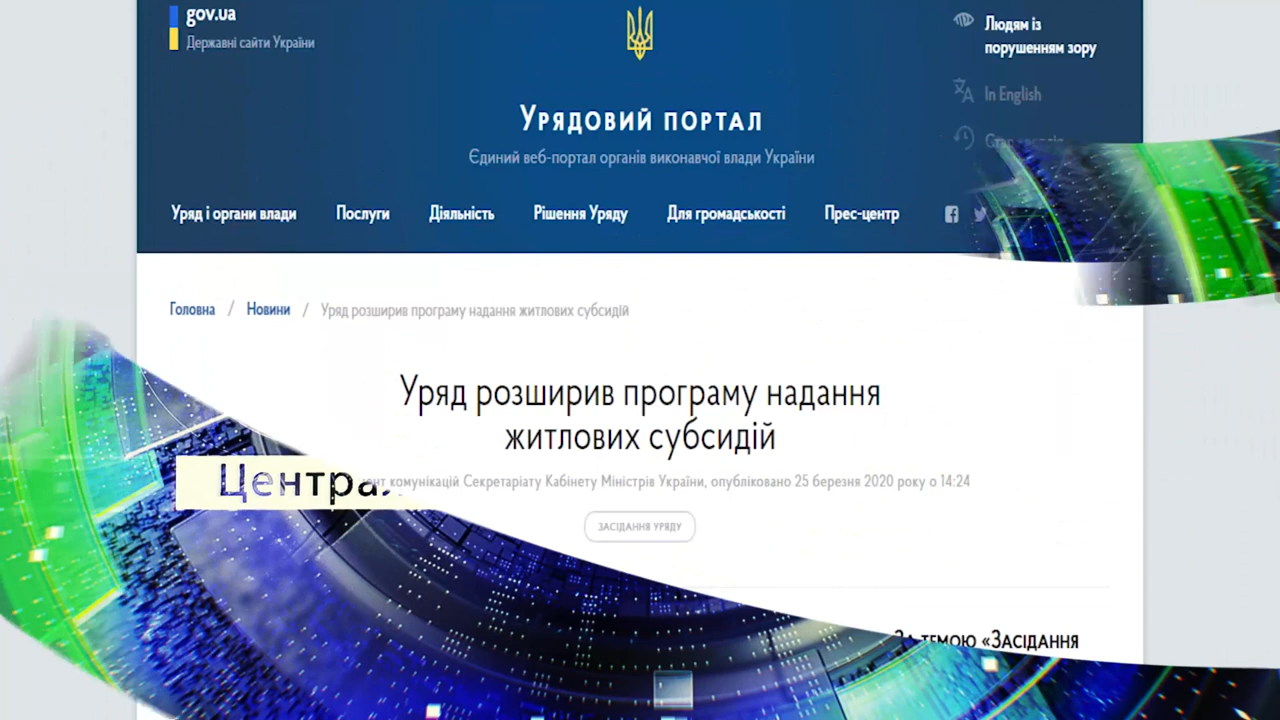 gov.ua
Державні сайти України
Людям із
порушенням зору
In English
Урядовий портал
Єдиний веб-портал органів виконавчої влади України
Уряд і органи влади Послуги Діяльність Рішення Уряду Для громадськості Прес-центр
Головна / Новини / Уряд розширив програму надання житлових субсидій
Уряд розширив програму надання
житлових субсидій
комунікацій Секретаріату Кабінету Міністрів України, опубліковано 25 березня 2020 року о 14:24
ЗАСІДАННЯ УРЯДУ
За темою «Засідання